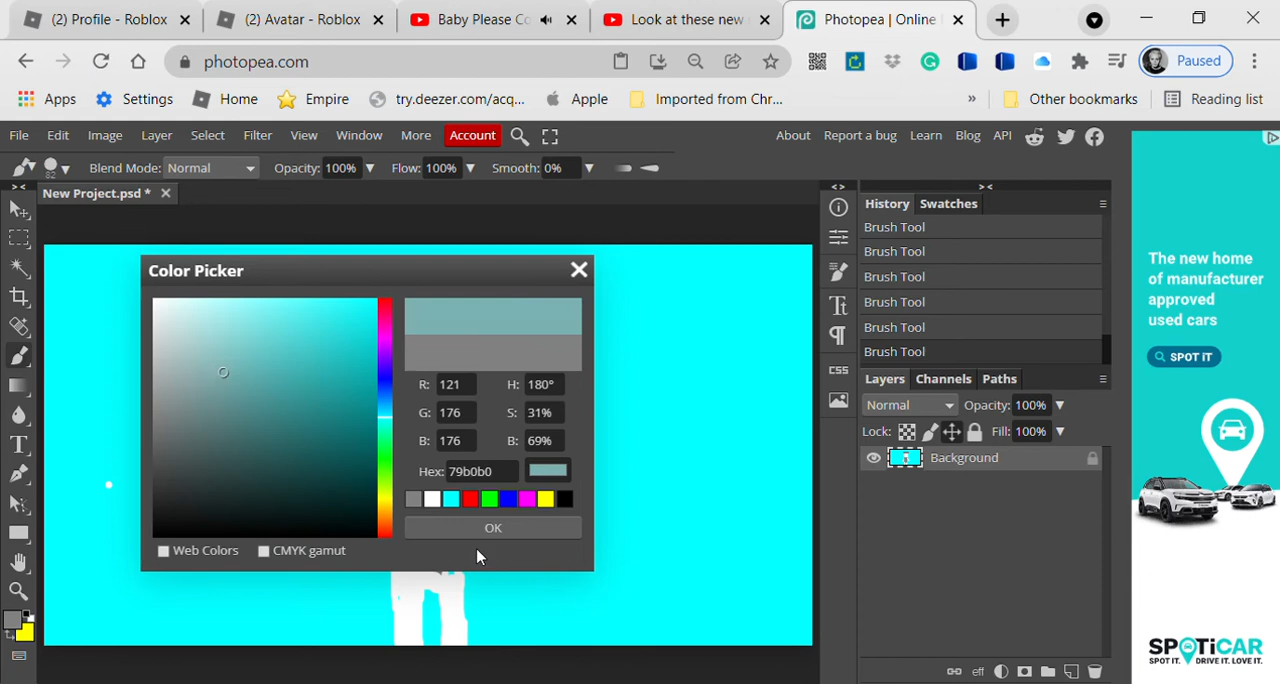 (2) Profile - Roblox
(2) Avatar - Roblox
Baby Please Co
Look at these new s
Photopea | Online
photopea.com
Paused
Apps
Settings
Home
Empire
try.deezer.com/acq...
Apple
Imported from Chr...
»
Other bookmarks
Reading list
File
Edit
Image
Layer
Select
Filter
View
Window
More
Account
About
Report a bug
Learn
Blog
API
Blend Mode: Normal
Opacity: 100%
Flow: 100%
Smooth: 0%
New Project.psd *
Color Picker
R: 121
H: 180°
G: 176
S: 31%
B: 176
B: 69%
Hex: 79b0b0
OK
Web Colors
CMYK gamut
History
Swatches
Brush Tool
Brush Tool
Brush Tool
Brush Tool
Brush Tool
Brush Tool
CSS
Layers
Channels
Paths
Normal
Opacity: 100%
Lock:
Fill: 100%
Background
eff
The new home
of manufacturer
approved
used cars
SPOT iT
SPOTiCAR
SPOT IT. DRIVE IT. LOVE IT.